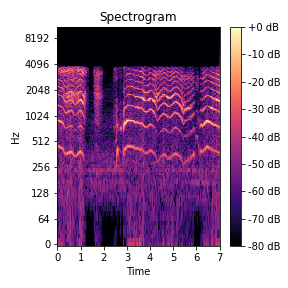 Spectrogram
+0 dB
8192
-10 dB
4096
-20 dB
2048
-30 dB
1024
Hz
-40 dB
512
256
-50 dB
128
-60 dB
64
-70 dB
0
-80 dB
0 1 2 3 4 5 6 7
Time